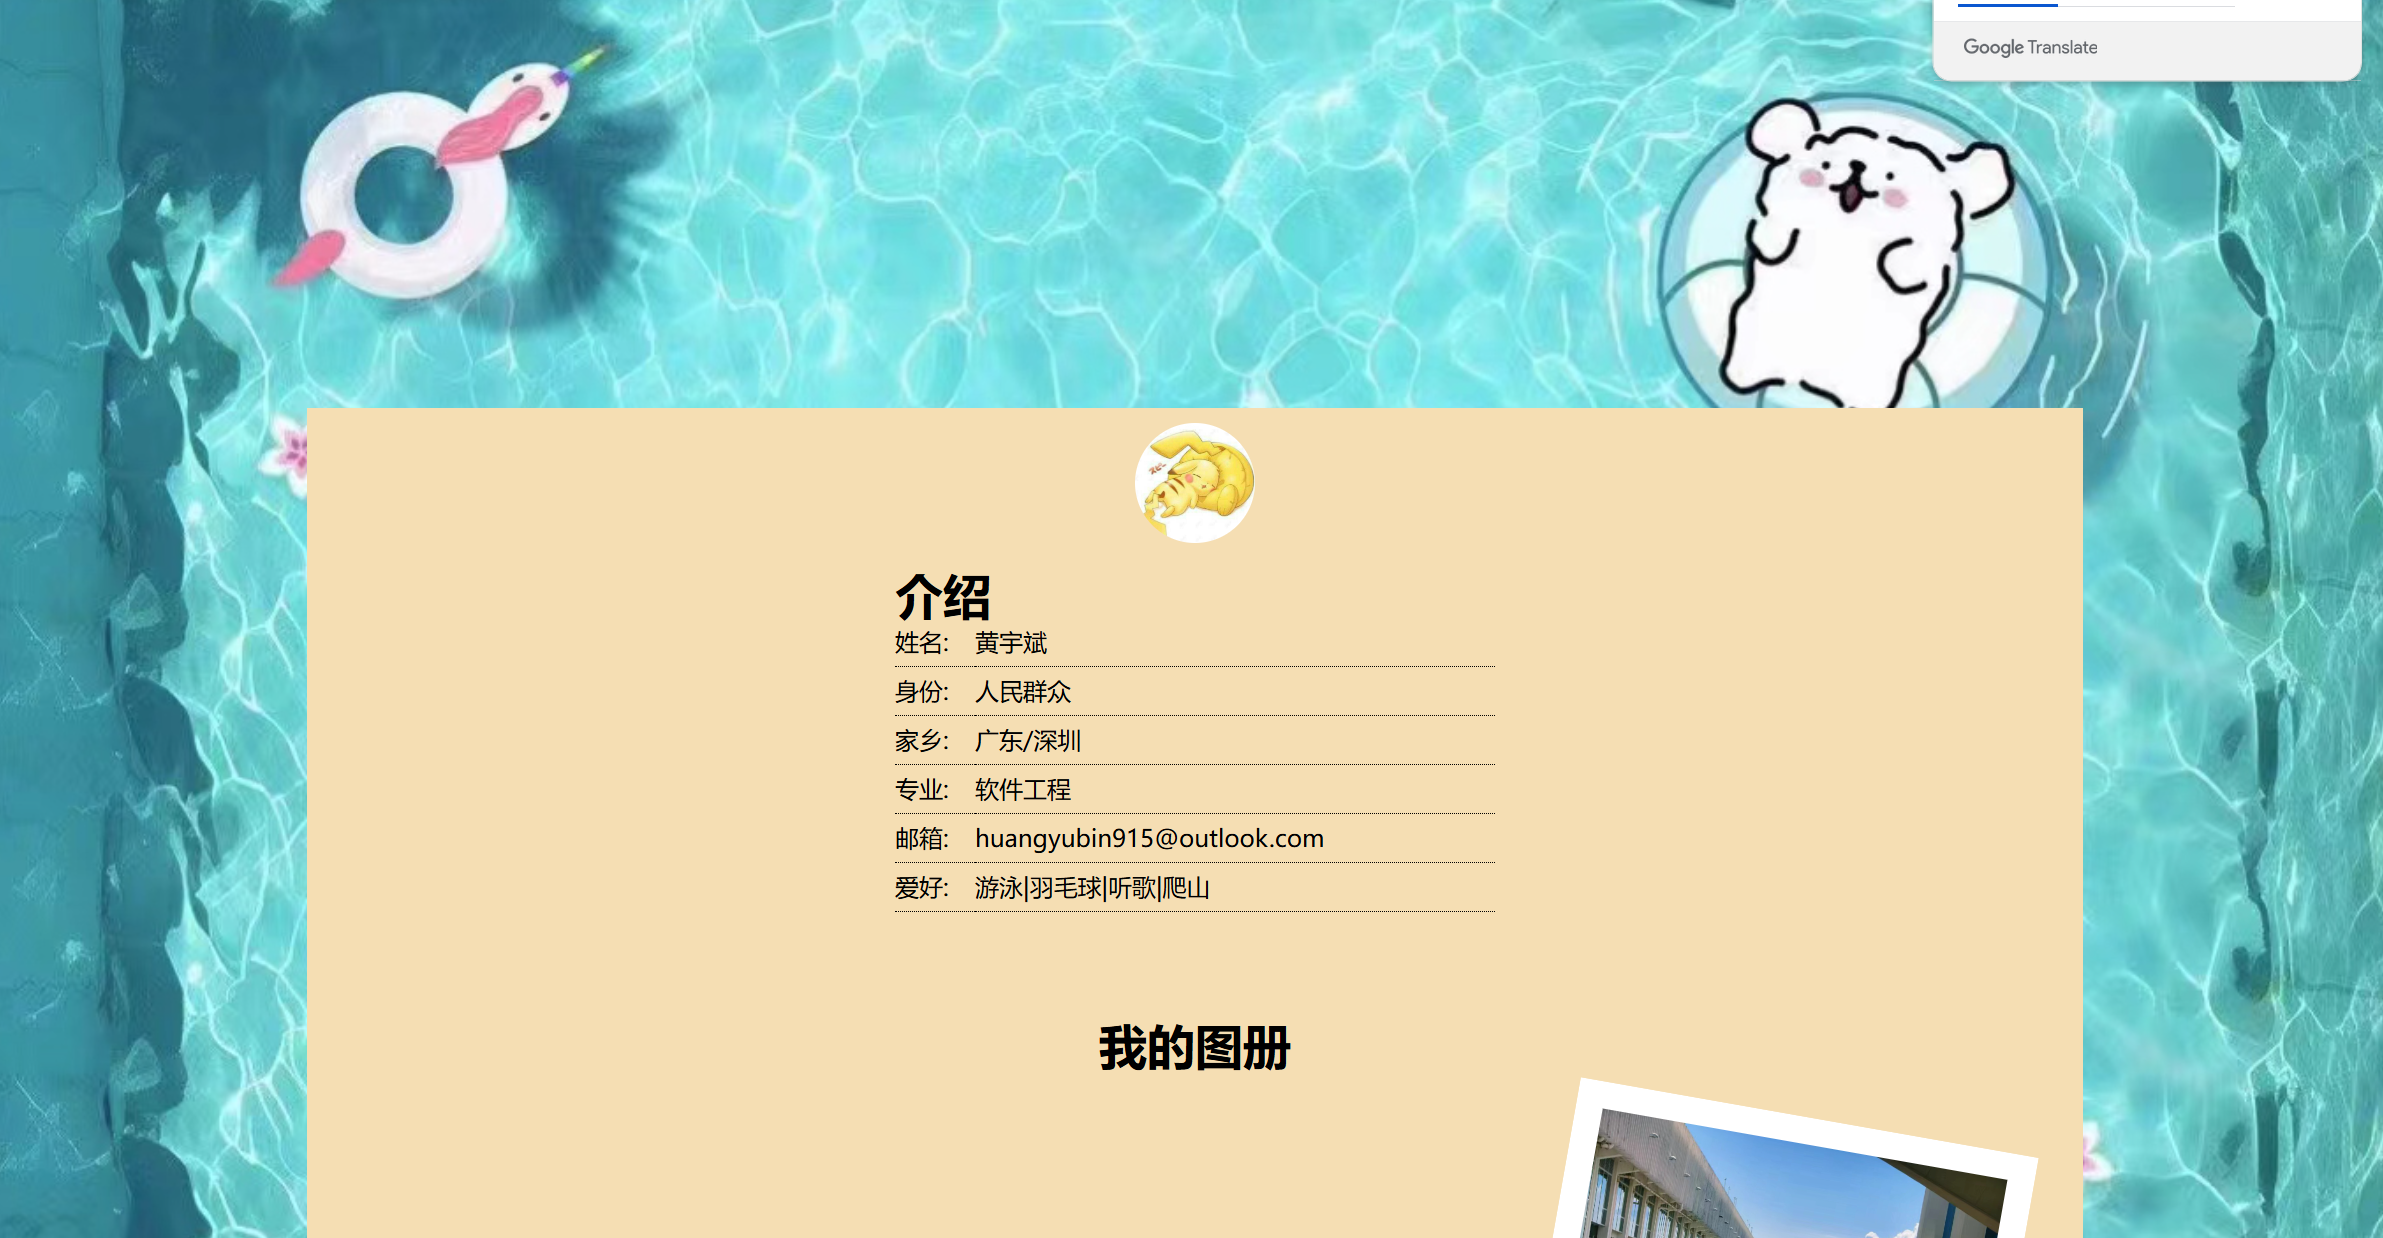 Google Translate
介绍
姓名: 黄宇斌
身份: 人民群众
家乡: 广东/深圳
专业: 软件工程
邮箱: huangyubin915@outlook.com
爱好: 游泳|羽毛球|听歌|爬山
我的图册